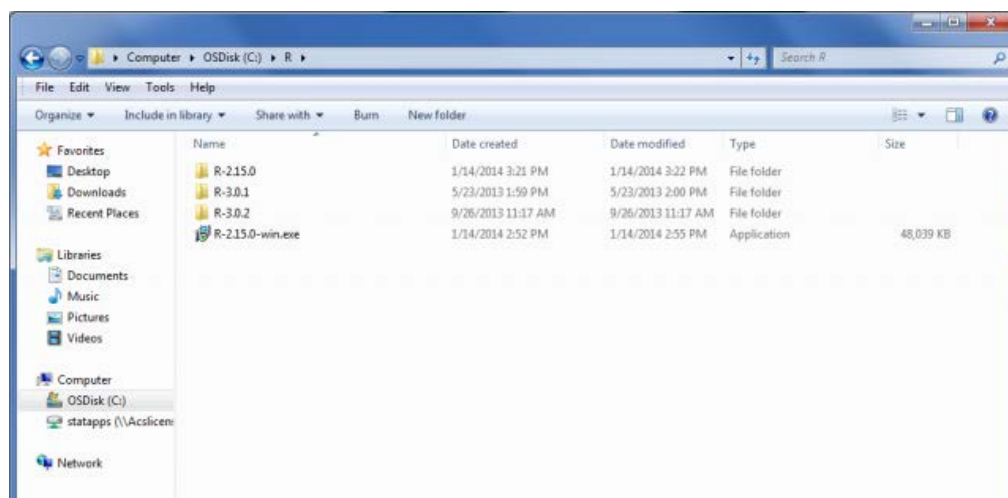 Computer ▸ OSDisk (C:) ▸ R ▸
Search R
File Edit View Tools Help
Organize Include in library Share with Burn New folder
Name Date created Date modified Type Size
R-2.15.0 1/14/2014 3:21 PM 1/14/2014 3:22 PM File folder
R-3.0.1 5/23/2013 1:59 PM 5/23/2013 2:00 PM File folder
R-3.0.2 9/26/2013 11:17 AM 9/26/2013 11:17 AM File folder
R-2.15.0-win.exe 1/14/2014 2:52 PM 1/14/2014 2:55 PM Application 48,039 KB
Favorites
Desktop
Downloads
Recent Places
Libraries
Documents
Music
Pictures
Videos
Computer
OSDisk (C:)
statapps (\\Acslicens
Network